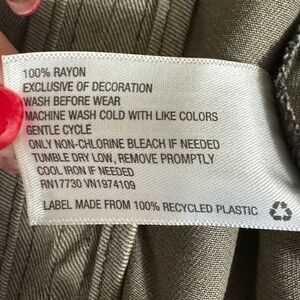 100% RAYON
EXCLUSIVE OF DECORATION
WASH BEFORE WEAR
MACHINE WASH COLD WITH LIKE COLORS
GENTLE CYCLE
ONLY NON-CHLORINE BLEACH IF NEEDED
TUMBLE DRY LOW, REMOVE PROMPTLY
COOL IRON IF NEEDED
RN17730 VN1974109
LABEL MADE FROM 100% RECYCLED PLASTIC